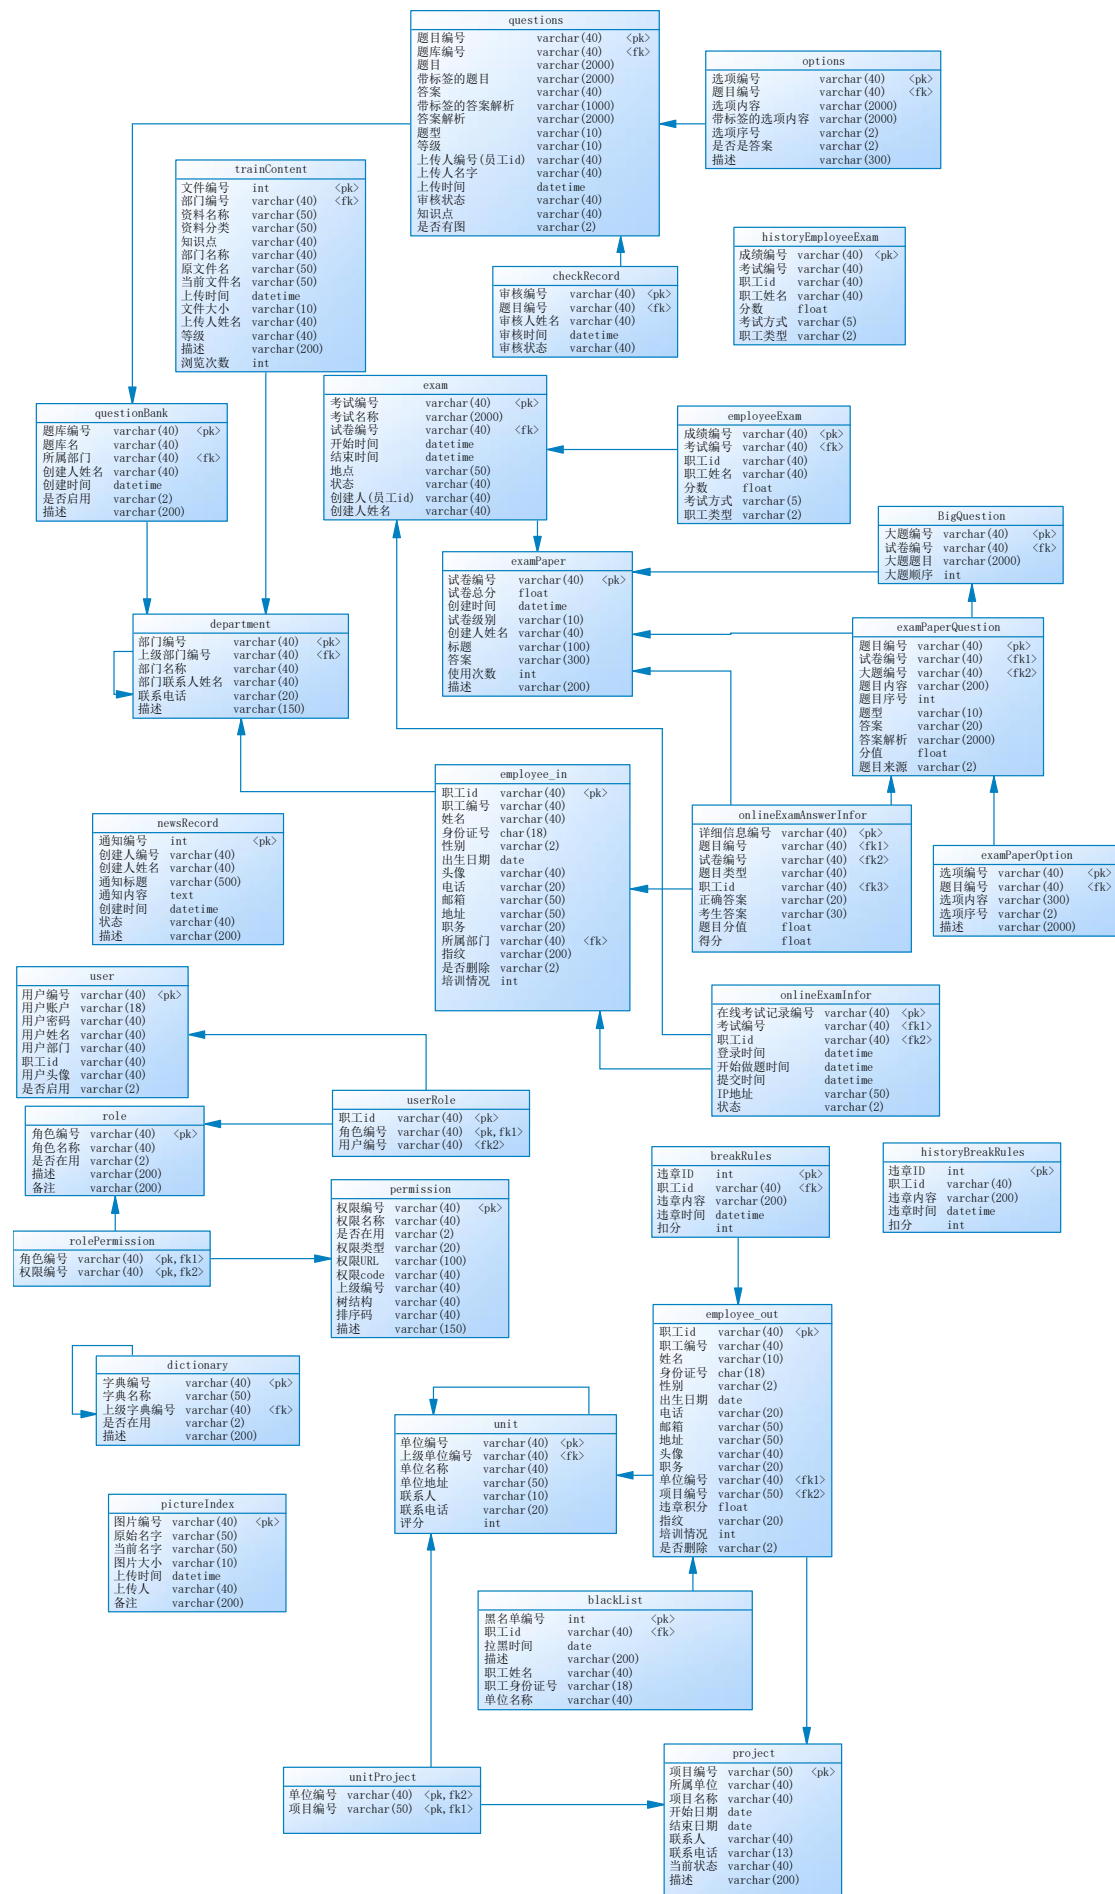 questions
题目编号 varchar(40) <pk>
题库编号 varchar(40) <fk>
题目 varchar(2000)
带标签的题目 varchar(2000)
答案 varchar(40)
带标签的答案解析 varchar(1000)
答案解析 varchar(2000)
题型 varchar(10)
等级 varchar(10)
上传人编号(员工id) varchar(40)
上传人名字 varchar(40)
上传时间 datetime
审核状态 varchar(40)
知识点 varchar(40)
是否有图 varchar(2)
options
选项编号 varchar(40) <pk>
题目编号 varchar(40) <fk>
选项内容 varchar(2000)
带标签的选项内容 varchar(2000)
选项序号 varchar(2)
是否是答案 varchar(2)
描述 varchar(300)
trainContent
文件编号 int <pk>
部门编号 varchar(40) <fk>
资料名称 varchar(50)
资料分类 varchar(50)
知识点 varchar(40)
部门名称 varchar(40)
原文件名 varchar(50)
当前文件名 varchar(50)
上传时间 datetime
文件大小 varchar(10)
上传人姓名 varchar(40)
等级 varchar(40)
描述 varchar(200)
浏览次数 int
historyEmployeeExam
成绩编号 varchar(40) <pk>
考试编号 varchar(40)
职工id varchar(40)
职工姓名 varchar(40)
分数 float
考试方式 varchar(5)
职工类型 varchar(2)
checkRecord
审核编号 varchar(40) <pk>
题目编号 varchar(40) <fk>
审核人姓名 varchar(40)
审核时间 datetime
审核状态 varchar(40)
exam
考试编号 varchar(40) <pk>
考试名称 varchar(2000)
试卷编号 varchar(40) <fk>
开始时间 datetime
结束时间 datetime
地点 varchar(50)
状态 varchar(40)
创建人(员工id) varchar(40)
创建人姓名 varchar(40)
questionBank
题库编号 varchar(40) <pk>
题库名 varchar(40)
所属部门 varchar(40) <fk>
创建人姓名 varchar(40)
创建时间 datetime
是否启用 varchar(2)
描述 varchar(200)
employeeExam
成绩编号 varchar(40) <pk>
考试编号 varchar(40) <fk>
职工id varchar(40)
职工姓名 varchar(40)
分数 float
考试方式 varchar(5)
职工类型 varchar(2)
BigQuestion
大题编号 varchar(40) <pk>
试卷编号 varchar(40) <fk>
大题题目 varchar(2000)
大题顺序 int
examPaper
试卷编号 varchar(40) <pk>
试卷总分 float
创建时间 datetime
试卷级别 varchar(10)
创建人姓名 varchar(40)
标题 varchar(100)
答案 varchar(300)
使用次数 int
描述 varchar(200)
department
部门编号 varchar(40) <pk>
上级部门编号 varchar(40) <fk>
部门名称 varchar(40)
部门联系人姓名 varchar(40)
联系电话 varchar(20)
描述 varchar(150)
examPaperQuestion
题目编号 varchar(40) <pk>
试卷编号 varchar(40) <fk1>
大题编号 varchar(40) <fk2>
题目内容 varchar(200)
题目序号 int
题型 varchar(10)
答案 varchar(20)
答案解析 varchar(2000)
分值 float
题目来源 varchar(2)
employee_in
职工id varchar(40) <pk>
职工编号 varchar(40)
姓名 varchar(40)
身份证号 char(18)
性别 varchar(2)
出生日期 date
头像 varchar(40)
电话 varchar(20)
邮箱 varchar(50)
地址 varchar(50)
职务 varchar(20)
所属部门 varchar(40) <fk>
指纹 varchar(200)
是否删除 varchar(2)
培训情况 int
newsRecord
通知编号 int <pk>
创建人编号 varchar(40)
创建人姓名 varchar(40)
通知标题 varchar(500)
通知内容 text
创建时间 datetime
状态 varchar(40)
描述 varchar(200)
onlineExamAnswerInfor
详细信息编号 varchar(40) <pk>
题目编号 varchar(40) <fk1>
试卷编号 varchar(40) <fk2>
题目类型 varchar(40)
职工id varchar(40) <fk3>
正确答案 varchar(20)
考生答案 varchar(30)
题目分值 float
得分 float
examPaperOption
选项编号 varchar(40) <pk>
题目编号 varchar(40) <fk>
选项内容 varchar(300)
选项序号 varchar(2)
描述 varchar(2000)
user
用户编号 varchar(40) <pk>
用户账户 varchar(18)
用户密码 varchar(40)
用户姓名 varchar(40)
用户部门 varchar(40)
职工id varchar(40)
用户头像 varchar(40)
是否启用 varchar(2)
onlineExamInfor
在线考试记录编号 varchar(40) <pk>
考试编号 varchar(40) <fk1>
职工id varchar(40) <fk2>
登录时间 datetime
开始做题时间 datetime
提交时间 datetime
IP地址 varchar(50)
状态 varchar(2)
userRole
职工id varchar(40) <pk>
角色编号 varchar(40) <pk,fk1>
用户编号 varchar(40) <fk2>
role
角色编号 varchar(40) <pk>
角色名称 varchar(40)
是否在用 varchar(2)
描述 varchar(200)
备注 varchar(200)
breakRules
违章ID int <pk>
职工id varchar(40) <fk>
违章内容 varchar(200)
违章时间 datetime
扣分 int
historyBreakRules
违章ID int <pk>
职工id varchar(40)
违章内容 varchar(200)
违章时间 datetime
扣分 int
permission
权限编号 varchar(40) <pk>
权限名称 varchar(40)
是否在用 varchar(2)
权限类型 varchar(20)
权限URL varchar(100)
权限code varchar(40)
上级编号 varchar(40)
树结构 varchar(40)
排序码 varchar(40)
描述 varchar(150)
rolePermission
角色编号 varchar(40) <pk,fk1>
权限编号 varchar(40) <pk,fk2>
employee_out
职工id varchar(40) <pk>
职工编号 varchar(40)
姓名 varchar(10)
身份证号 char(18)
性别 varchar(2)
出生日期 date
电话 varchar(20)
邮箱 varchar(50)
地址 varchar(50)
头像 varchar(40)
职务 varchar(20)
单位编号 varchar(40) <fk1>
项目编号 varchar(50) <fk2>
违章积分 float
指纹 varchar(20)
培训情况 int
是否删除 varchar(2)
dictionary
字典编号 varchar(40) <pk>
字典名称 varchar(50)
上级字典编号 varchar(40) <fk>
是否在用 varchar(2)
描述 varchar(200)
unit
单位编号 varchar(40) <pk>
上级单位编号 varchar(40) <fk>
单位名称 varchar(40)
单位地址 varchar(50)
联系人 varchar(10)
联系电话 varchar(20)
评分 int
pictureIndex
图片编号 varchar(40) <pk>
原始名字 varchar(50)
当前名字 varchar(50)
图片大小 varchar(10)
上传时间 datetime
上传人 varchar(40)
备注 varchar(200)
blackList
黑名单编号 int <pk>
职工id varchar(40) <fk>
拉黑时间 date
描述 varchar(200)
职工姓名 varchar(40)
职工身份证号 varchar(18)
单位名称 varchar(40)
project
项目编号 varchar(50) <pk>
所属单位 varchar(40)
项目名称 varchar(40)
开始日期 date
结束日期 date
联系人 varchar(40)
联系电话 varchar(13)
当前状态 varchar(40)
描述 varchar(200)
unitProject
单位编号 varchar(40) <pk,fk2>
项目编号 varchar(50) <pk,fk1>